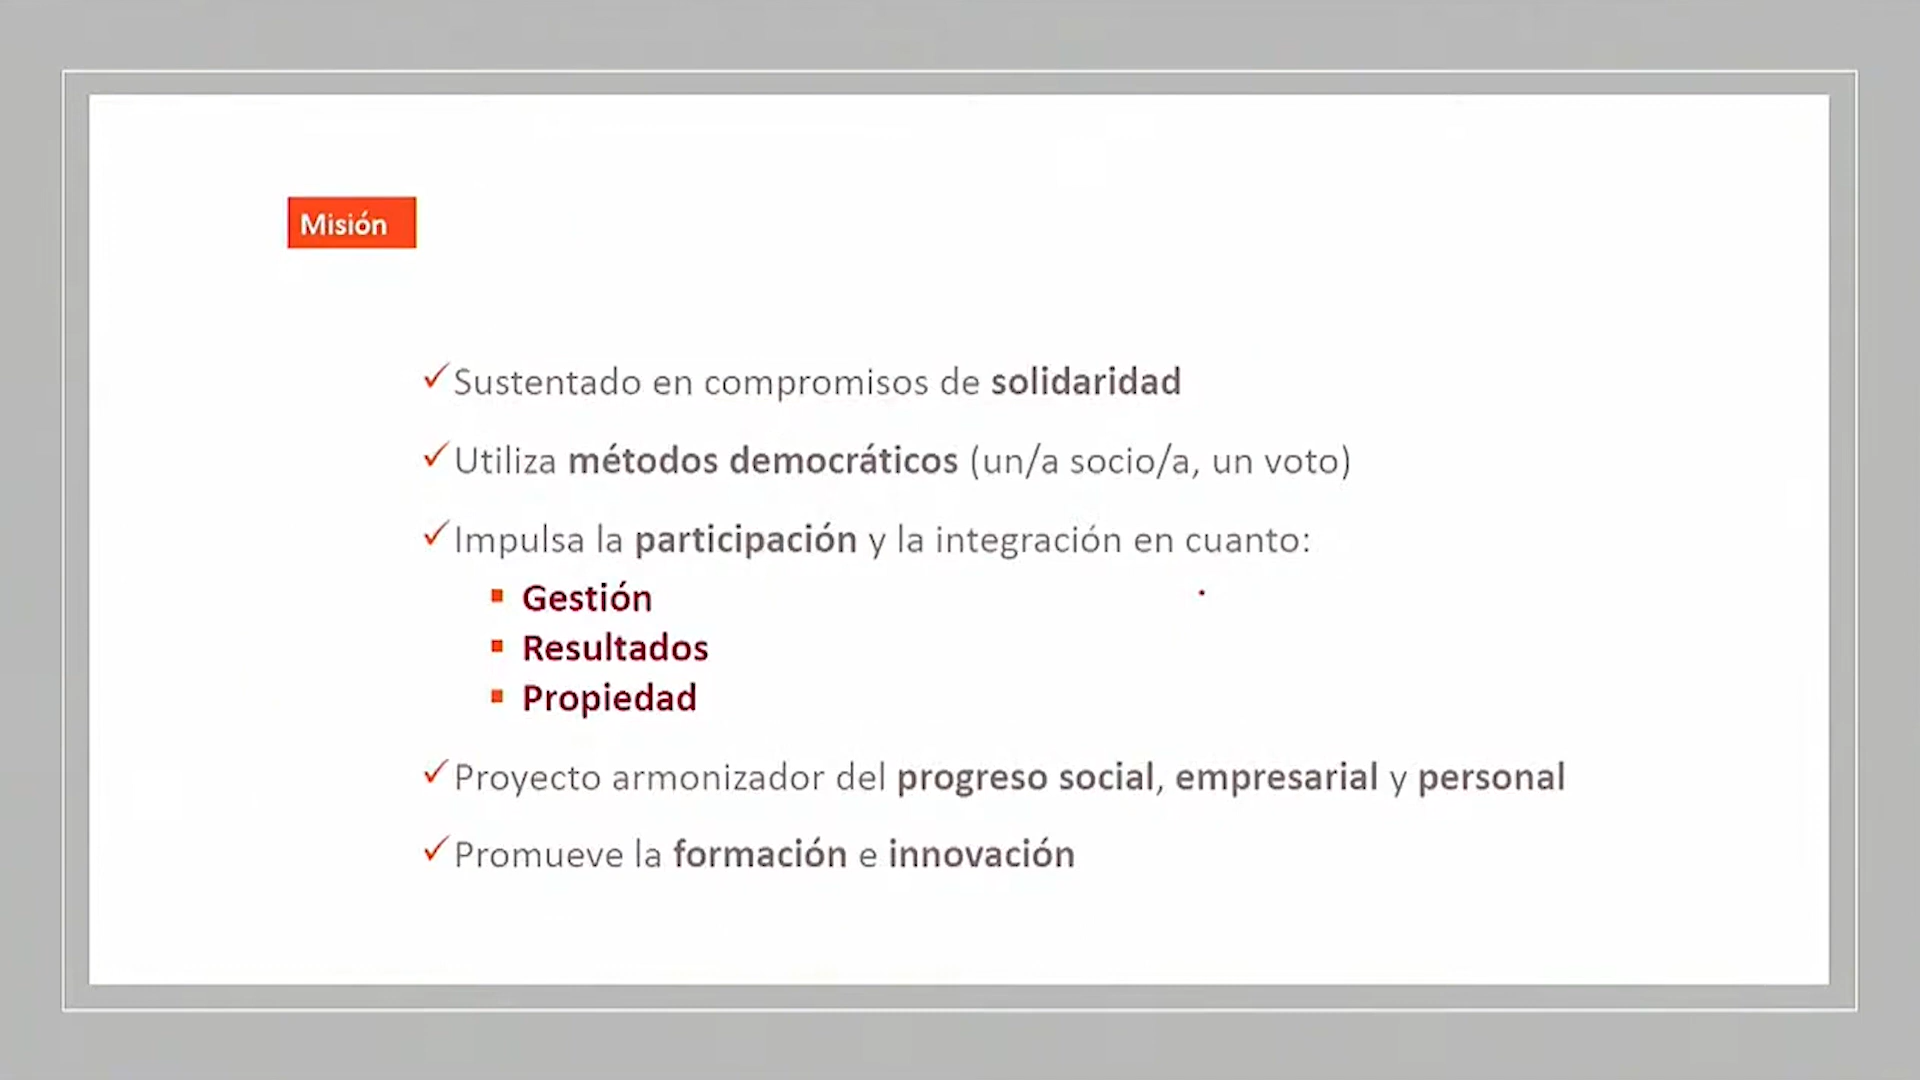 Misión
Sustentado en compromisos de solidaridad
Utiliza métodos democráticos (un/a socio/a, un voto)
Impulsa la participación y la integración en cuanto:
Gestión
Resultados
Propiedad
Proyecto armonizador del progreso social, empresarial y personal
Promueve la formación e innovación